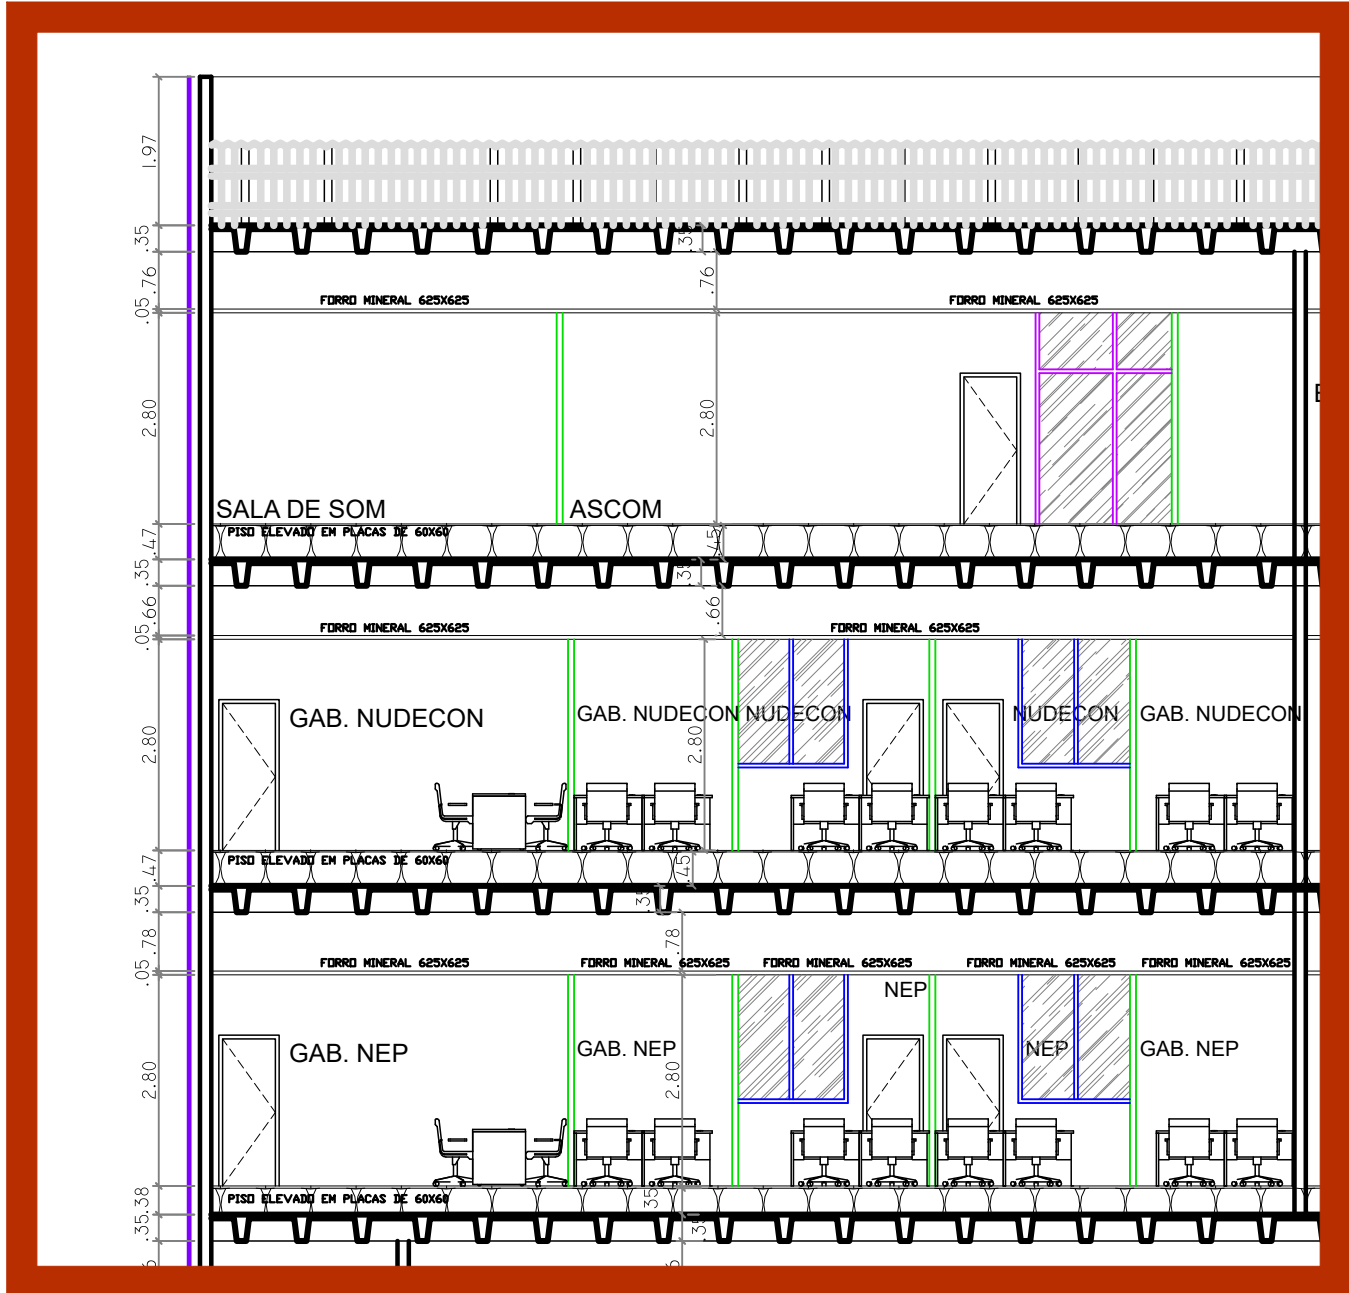 1.97
.35
.35
.76
.76
.05
FORRO MINERAL 625X625
FORRO MINERAL 625X625
2.80
2.80
SALA DE SOM
ASCOM
PISO ELEVADO EM PLACAS DE 60X60
.47
.45
.35
.35
.66
.66
.05
FORRO MINERAL 625X625
FORRO MINERAL 625X625
GAB. NUDECON
GAB. NUDECON
NUDECON
NUDECON
GAB. NUDECON
2.80
2.80
PISO ELEVADO EM PLACAS DE 60X60
.47
.45
.35
.35
.78
.78
.05
FORRO MINERAL 625X625
FORRO MINERAL 625X625
FORRO MINERAL 625X625
FORRO MINERAL 625X625
FORRO MINERAL 625X625
NEP
GAB. NEP
GAB. NEP
NEP
GAB. NEP
2.80
2.80
PISO ELEVADO EM PLACAS DE 60X60
.38
.35
35
.35